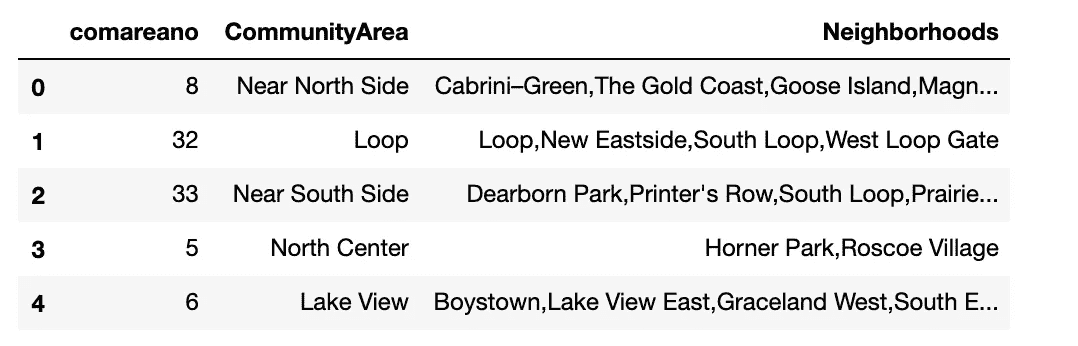 comareano CommunityArea Neighborhoods
0 8 Near North Side Cabrini–Green,The Gold Coast,Goose Island,Magn...
1 32 Loop Loop,New Eastside,South Loop,West Loop Gate
2 33 Near South Side Dearborn Park,Printer's Row,South Loop,Prairie...
3 5 North Center Horner Park,Roscoe Village
4 6 Lake View Boystown,Lake View East,Graceland West,South E...